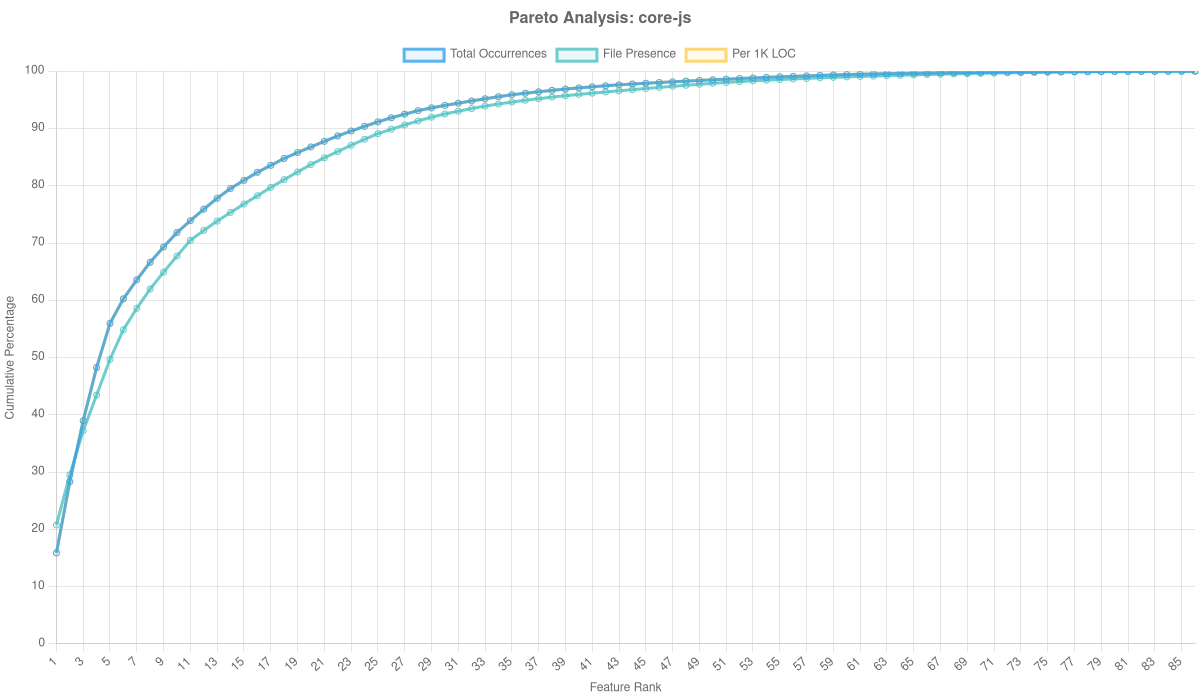 Pareto Analysis: core-js
Total Occurrences File Presence Per 1K LOC
100
90
80
70
60
50
40
30
20
10
0
Cumulative Percentage
1 3 5 7 9 11 13 15 17 19 21 23 25 27 29 31 33 35 37 39 41 43 45 47 49 51 53 55 57 59 61 63 65 67 69 71 73 75 77 79 81 83 85
Feature Rank